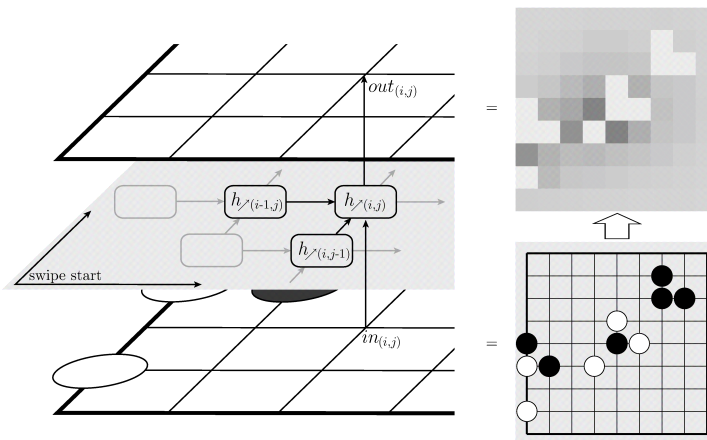 out(i,j)
=
h↗(i-1,j)
h↗(i,j)
h↗(i,j-1)
swipe start
in(i,j)
=